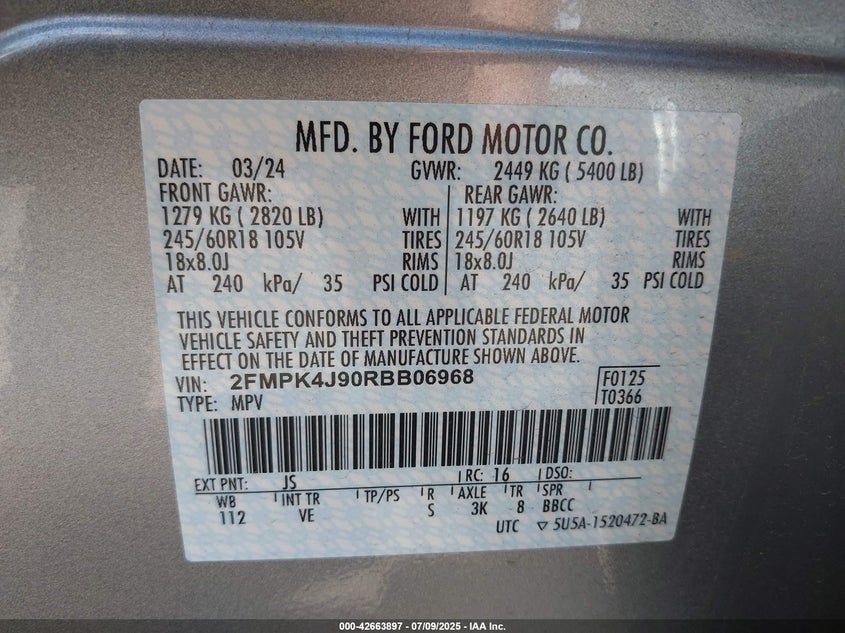 MFD. BY FORD MOTOR CO.
DATE: 03/24 GVWR: 2449 KG ( 5400 LB)
FRONT GAWR: REAR GAWR:
1279 KG ( 2820 LB) WITH 1197 KG ( 2640 LB) WITH
245/60R18 105V TIRES 245/60R18 105V TIRES
18x8.0J RIMS 18x8.0J RIMS
AT 240 kPa/ 35 PSI COLD AT 240 kPa/ 35 PSI COLD
THIS VEHICLE CONFORMS TO ALL APPLICABLE FEDERAL MOTOR
VEHICLE SAFETY AND THEFT PREVENTION STANDARDS IN
EFFECT ON THE DATE OF MANUFACTURE SHOWN ABOVE.
VIN: 2FMPK4J90RBB06968 F0125
TYPE: MPV T0366
EXT PNT: JS RC: 16 DSO:
WB INT TR TP/PS R AXLE TR SPR
112 VE S 3K 8 BBCC
UTC ▽ 5U5A-1520472-BA
000-42663897 - 07/09/2025 - IAA Inc.